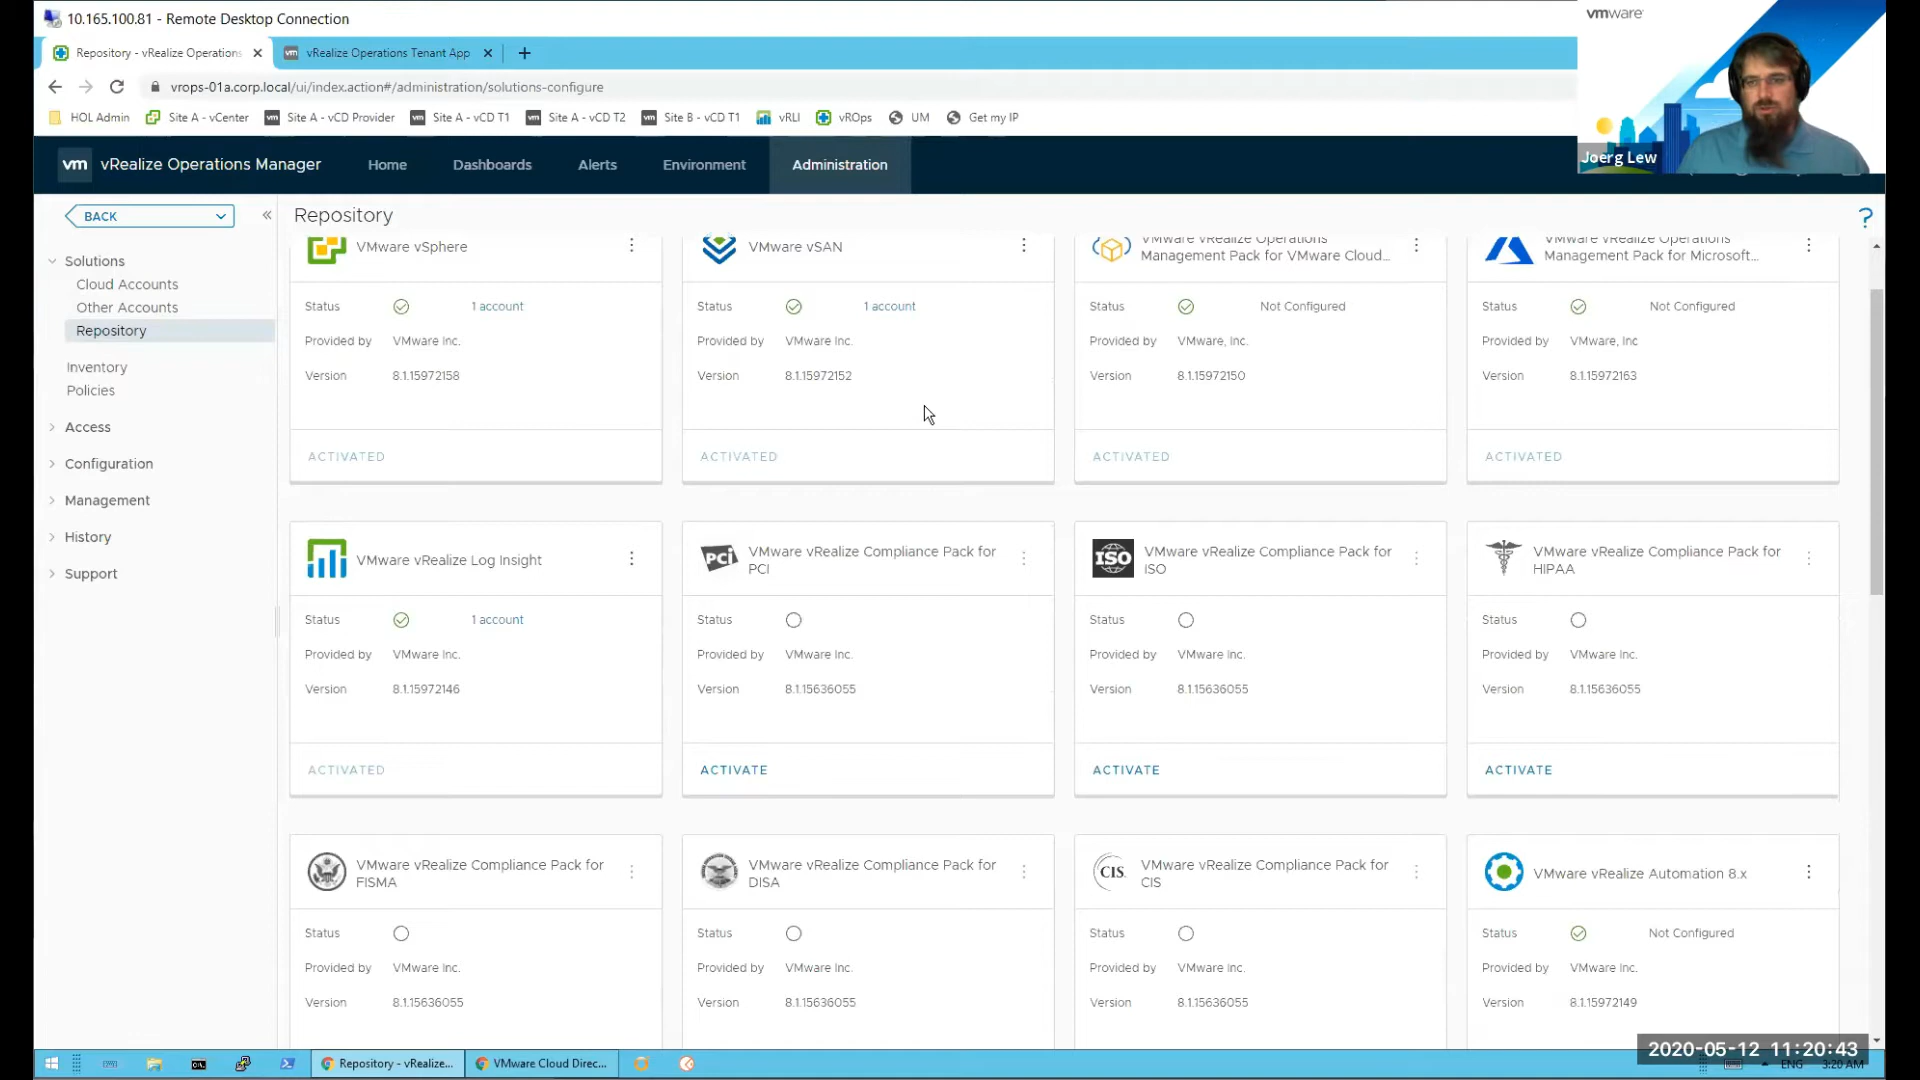 10.165.100.81 - Remote Desktop Connection
vmware
Repository - vRealize Operations
vRealize Operations Tenant App
vrops-01a.corp.local/ui/index.action#/administration/solutions-configure
HOL Admin
Site A - vCenter
Site A - vCD Provider
Site A - vCD T1
Site A - vCD T2
Site B - vCD T1
vRLI
vROps
UM
Get my IP
Joerg Lew
vm vRealize Operations Manager
Home
Dashboards
Alerts
Environment
Administration
BACK
Solutions
Cloud Accounts
Other Accounts
Repository
Inventory
Policies
Access
Configuration
Management
History
Support
Repository
VMware vSphere
Status 1 account
Provided by VMware Inc.
Version 8.1.15972158
ACTIVATED
VMware vSAN
Status 1 account
Provided by VMware Inc.
Version 8.1.15972152
ACTIVATED
VMware vRealize Operations
Management Pack for VMware Cloud...
Status Not Configured
Provided by VMware, Inc.
Version 8.1.15972150
ACTIVATED
VMware vRealize Operations
Management Pack for Microsoft...
Status Not Configured
Provided by VMware, Inc
Version 8.1.15972163
ACTIVATED
VMware vRealize Log Insight
Status 1 account
Provided by VMware Inc.
Version 8.1.15972146
ACTIVATED
PCI
VMware vRealize Compliance Pack for
PCI
Status
Provided by VMware Inc.
Version 8.1.15636055
ACTIVATE
ISO
VMware vRealize Compliance Pack for
ISO
Status
Provided by VMware Inc.
Version 8.1.15636055
ACTIVATE
VMware vRealize Compliance Pack for
HIPAA
Status
Provided by VMware Inc.
Version 8.1.15636055
ACTIVATE
VMware vRealize Compliance Pack for
FISMA
Status
Provided by VMware Inc.
Version 8.1.15636055
VMware vRealize Compliance Pack for
DISA
Status
Provided by VMware Inc.
Version 8.1.15636055
CIS.
VMware vRealize Compliance Pack for
CIS
Status
Provided by VMware Inc.
Version 8.1.15636055
VMware vRealize Automation 8.x
Status Not Configured
Provided by VMware Inc.
Version 8.1.15972149
Repository - vRealize...
VMware Cloud Direc...
2020-05-12 11:20:43
ENG
3:20 AM